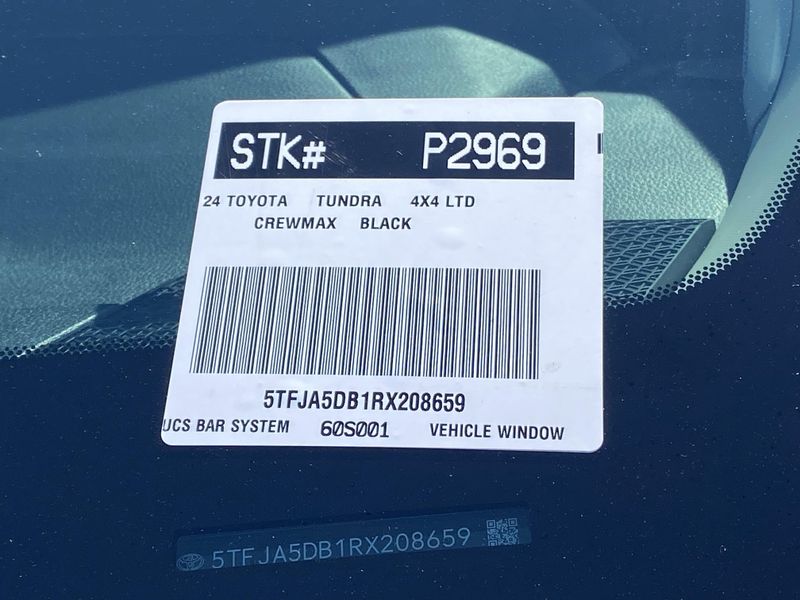 STK# P2969
24 TOYOTA TUNDRA 4X4 LTD
CREWMAX BLACK
5TFJA5DB1RX208659
UCS BAR SYSTEM 60S001 VEHICLE WINDOW
5TFJA5DB1RX208659